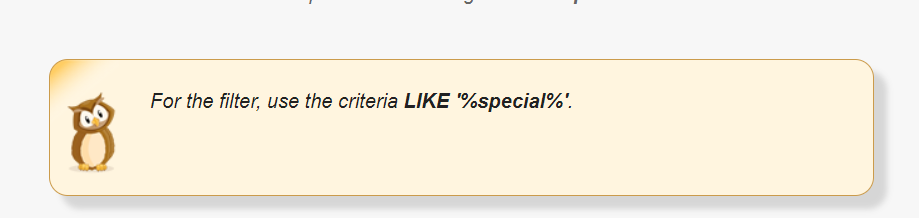 For the filter, use the criteria LIKE '%special%'.